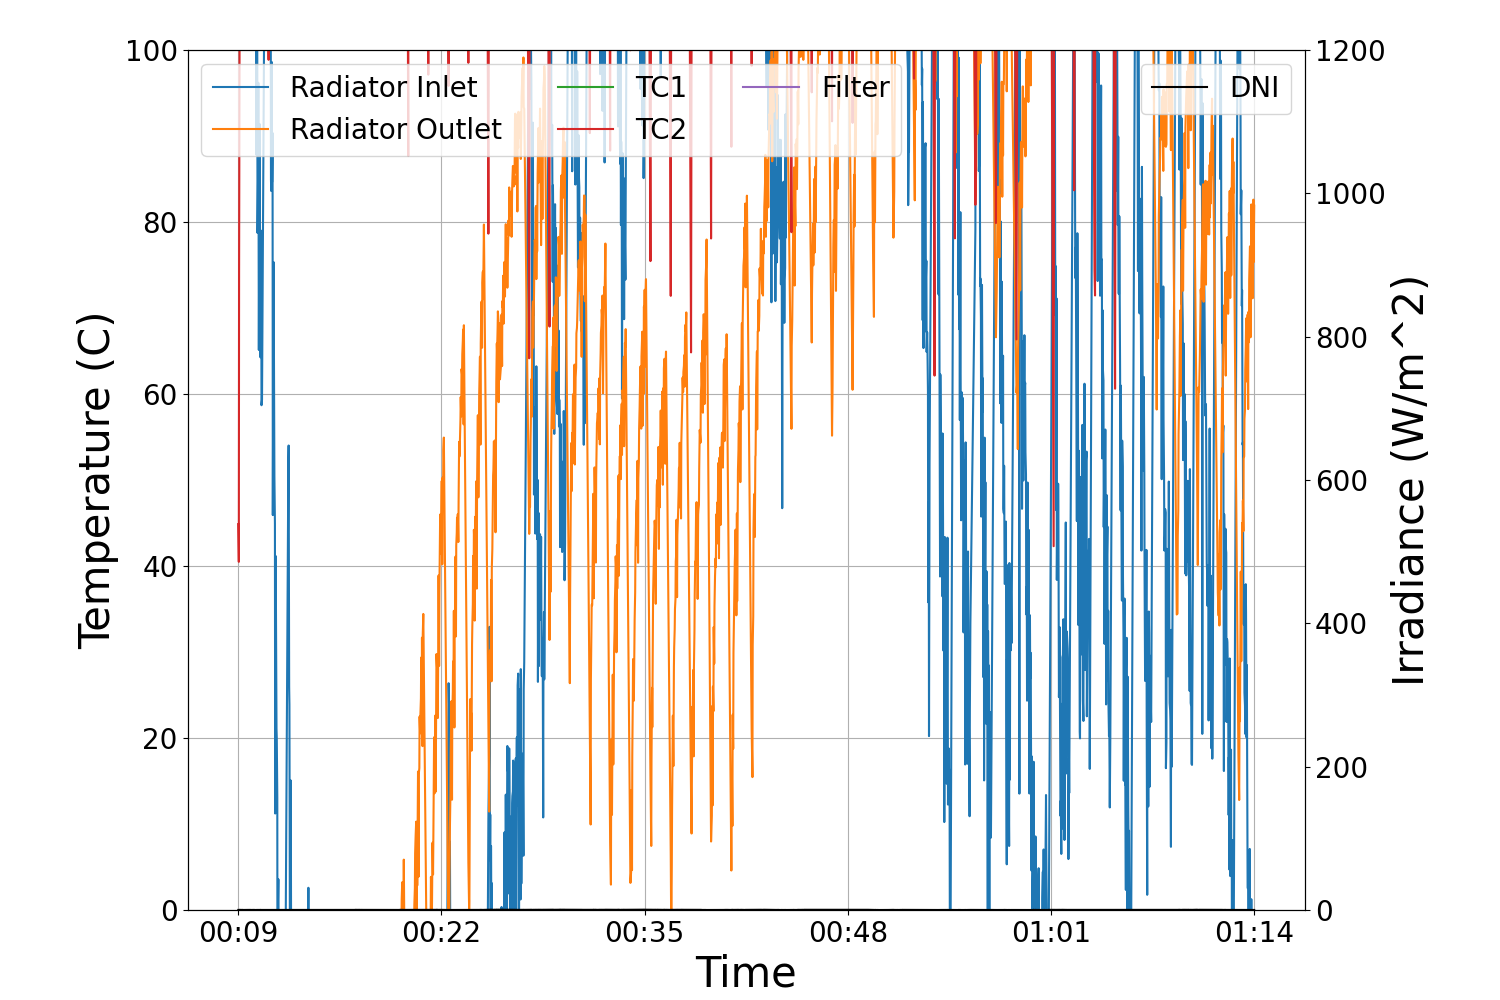 Radiator Inlet
Radiator Outlet
TC1
TC2
Filter
DNI
Temperature (C)
100
80
60
40
20
0
Irradiance (W/m^2)
1200
1000
800
600
400
200
0
00:09 00:22 00:35 00:48 01:01 01:14
Time